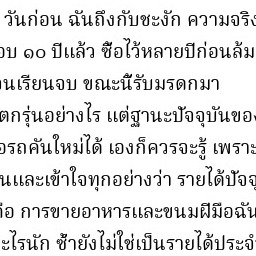 วันก่อน ฉันถึงกับชะงัก ความจริง
อบ ๑๐ ปีแล้ว ซื้อไว้หลายปีก่อนล้ม
อนเรียนจบ ขณะนี้รับมรดกมา
ตกรุ่นอย่างไร แต่ฐานะปัจจุบันของ
อรถคันใหม่ได้ เองก็ควรจะรู้ เพราะ
นและเข้าใจทุกอย่างว่า รายได้ปัจจุ
คือ การขายอาหารและขนมฝีมือฉัน
ะไรนัก ซ้ำยังไม่ใช่เป็นรายได้ประจำ